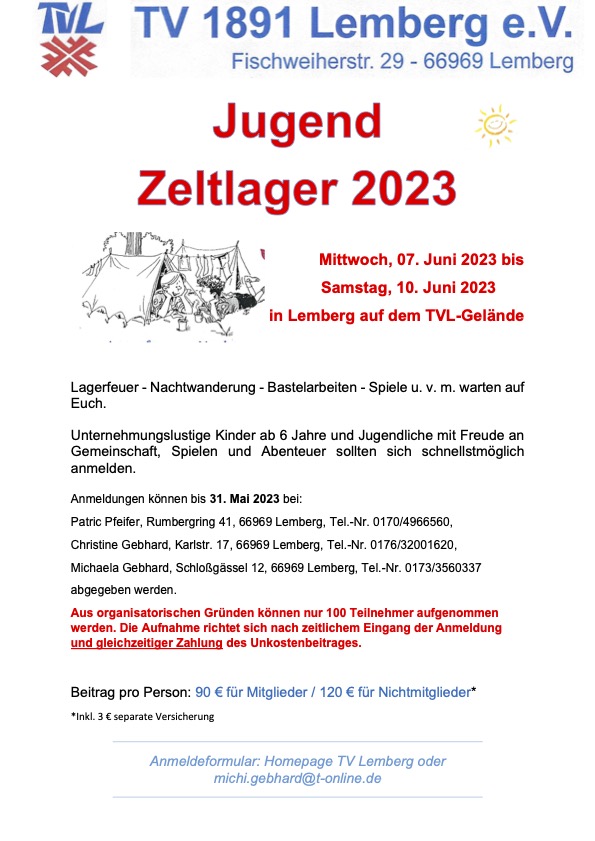 TVL
TV 1891 Lemberg e.V.
Fischweiherstr. 29 - 66969 Lemberg
Jugend
Zeltlager 2023
Mittwoch, 07. Juni 2023 bis
Samstag, 10. Juni 2023
in Lemberg auf dem TVL-Gelände
Lagerfeuer - Nachtwanderung - Bastelarbeiten - Spiele u. v. m. warten auf
Euch.
Unternehmungslustige Kinder ab 6 Jahre und Jugendliche mit Freude an
Gemeinschaft, Spielen und Abenteuer sollten sich schnellstmöglich
anmelden.
Anmeldungen können bis 31. Mai 2023 bei:
Patric Pfeifer, Rumbergring 41, 66969 Lemberg, Tel.-Nr. 0170/4966560,
Christine Gebhard, Karlstr. 17, 66969 Lemberg, Tel.-Nr. 0176/32001620,
Michaela Gebhard, Schloßgässel 12, 66969 Lemberg, Tel.-Nr. 0173/3560337
abgegeben werden.
Aus organisatorischen Gründen können nur 100 Teilnehmer aufgenommen
werden. Die Aufnahme richtet sich nach zeitlichem Eingang der Anmeldung
und gleichzeitiger Zahlung des Unkostenbeitrages.
Beitrag pro Person: 90 € für Mitglieder / 120 € für Nichtmitglieder*
*Inkl. 3 € separate Versicherung
Anmeldeformular: Homepage TV Lemberg oder
michi.gebhard@t-online.de